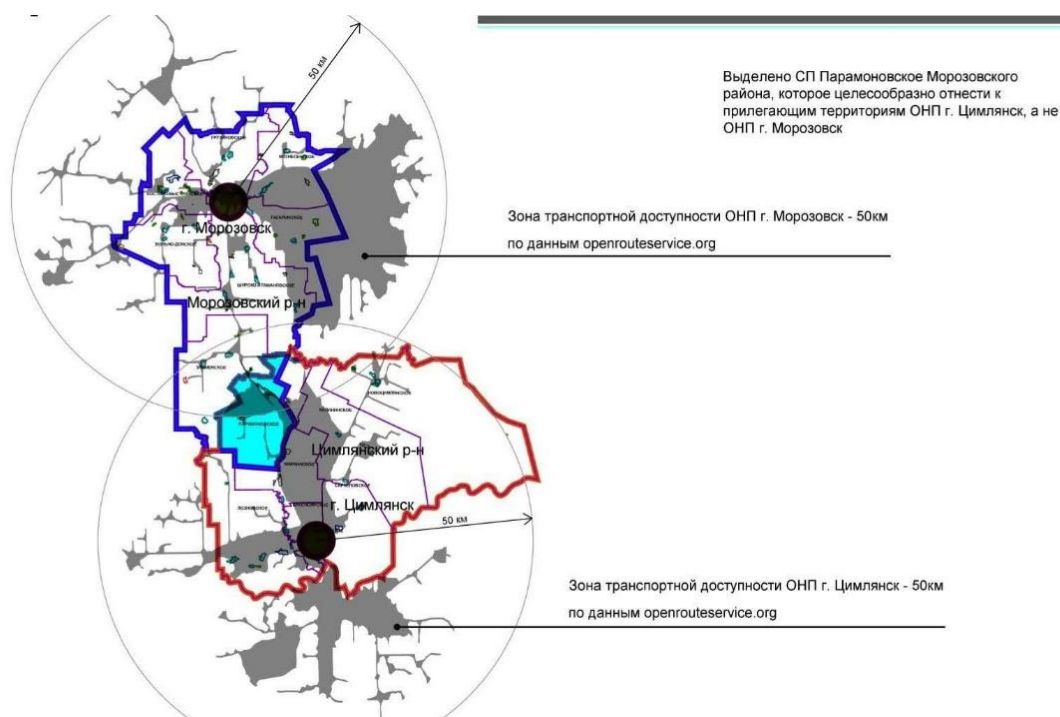 50 км
Выделено СП Парамоновское Морозовского
района, которое целесообразно отнести к
прилегающим территориям ОНП г. Цимлянск, а не
ОНП г. Морозовск
г. Морозовск
Зона транспортной доступности ОНП г. Морозовск - 50км
по данным openrouteservice.org
Морозовский р-н
Цимлянский р-н
г. Цимлянск
50 км
Зона транспортной доступности ОНП г. Цимлянск - 50км
по данным openrouteservice.org